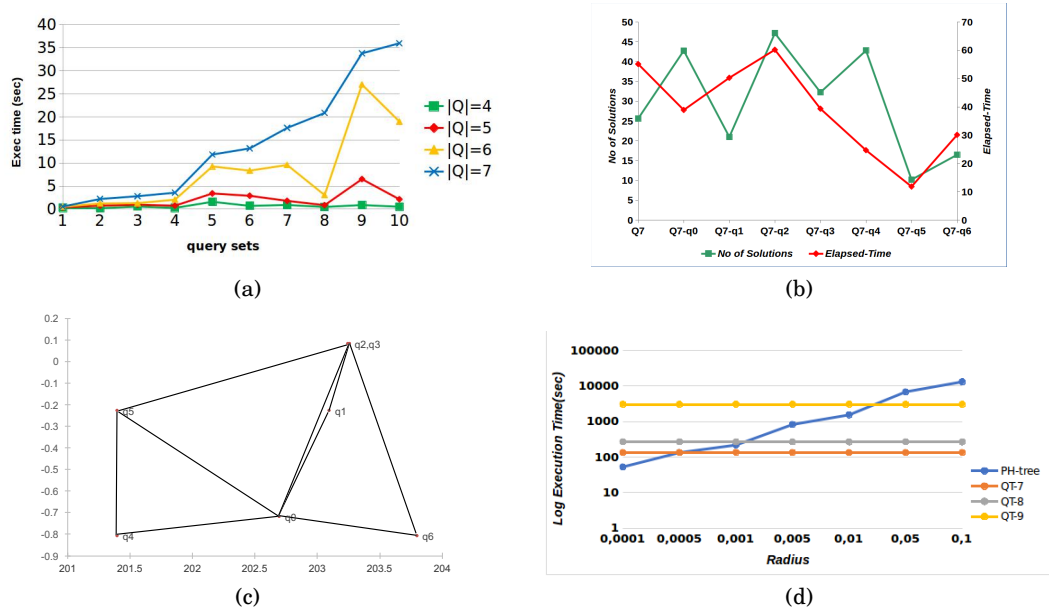 40
35
30
25
20
15
10
5
0
Exec time (sec)
1 2 3 4 5 6 7 8 9 10
query sets
|Q|=4
|Q|=5
|Q|=6
|Q|=7
(a)
50
45
40
35
30
25
20
15
10
5
0
No of Solutions
70
60
50
40
30
20
10
0
Elapsed-Time
Q7 Q7-q0 Q7-q1 Q7-q2 Q7-q3 Q7-q4 Q7-q5 Q7-q6
No of Solutions Elapsed-Time
(b)
0.2
0.1
0
-0.1
-0.2
-0.3
-0.4
-0.5
-0.6
-0.7
-0.8
-0.9
201 201.5 202 202.5 203 203.5 204
q2,q3
q5
q1
q0
q4
q6
(c)
100000
10000
1000
100
10
1
Log Execution Time(sec)
0,0001 0,0005 0,001 0,005 0,01 0,05 0,1
Radius
PH-tree
QT-7
QT-8
QT-9
(d)